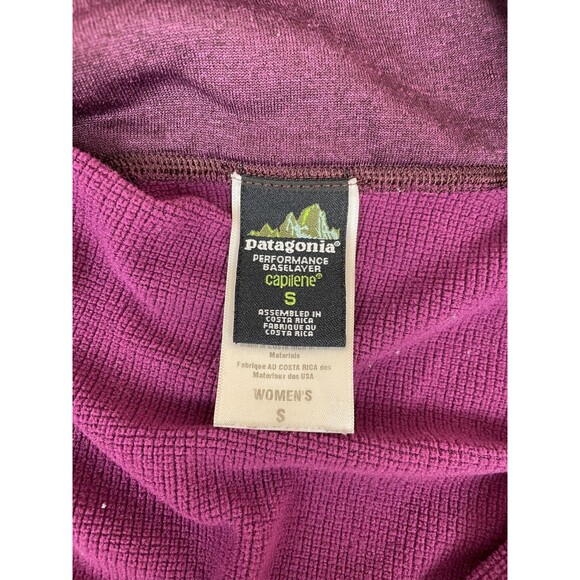 patagonia®
PERFORMANCE
BASELAYER
capilene®
S
ASSEMBLED IN
COSTA RICA
FABRIQUE AU
COSTA RICA
Materials
Fabrique AU COSTA RICA des
Materiaux des USA
WOMEN'S
S